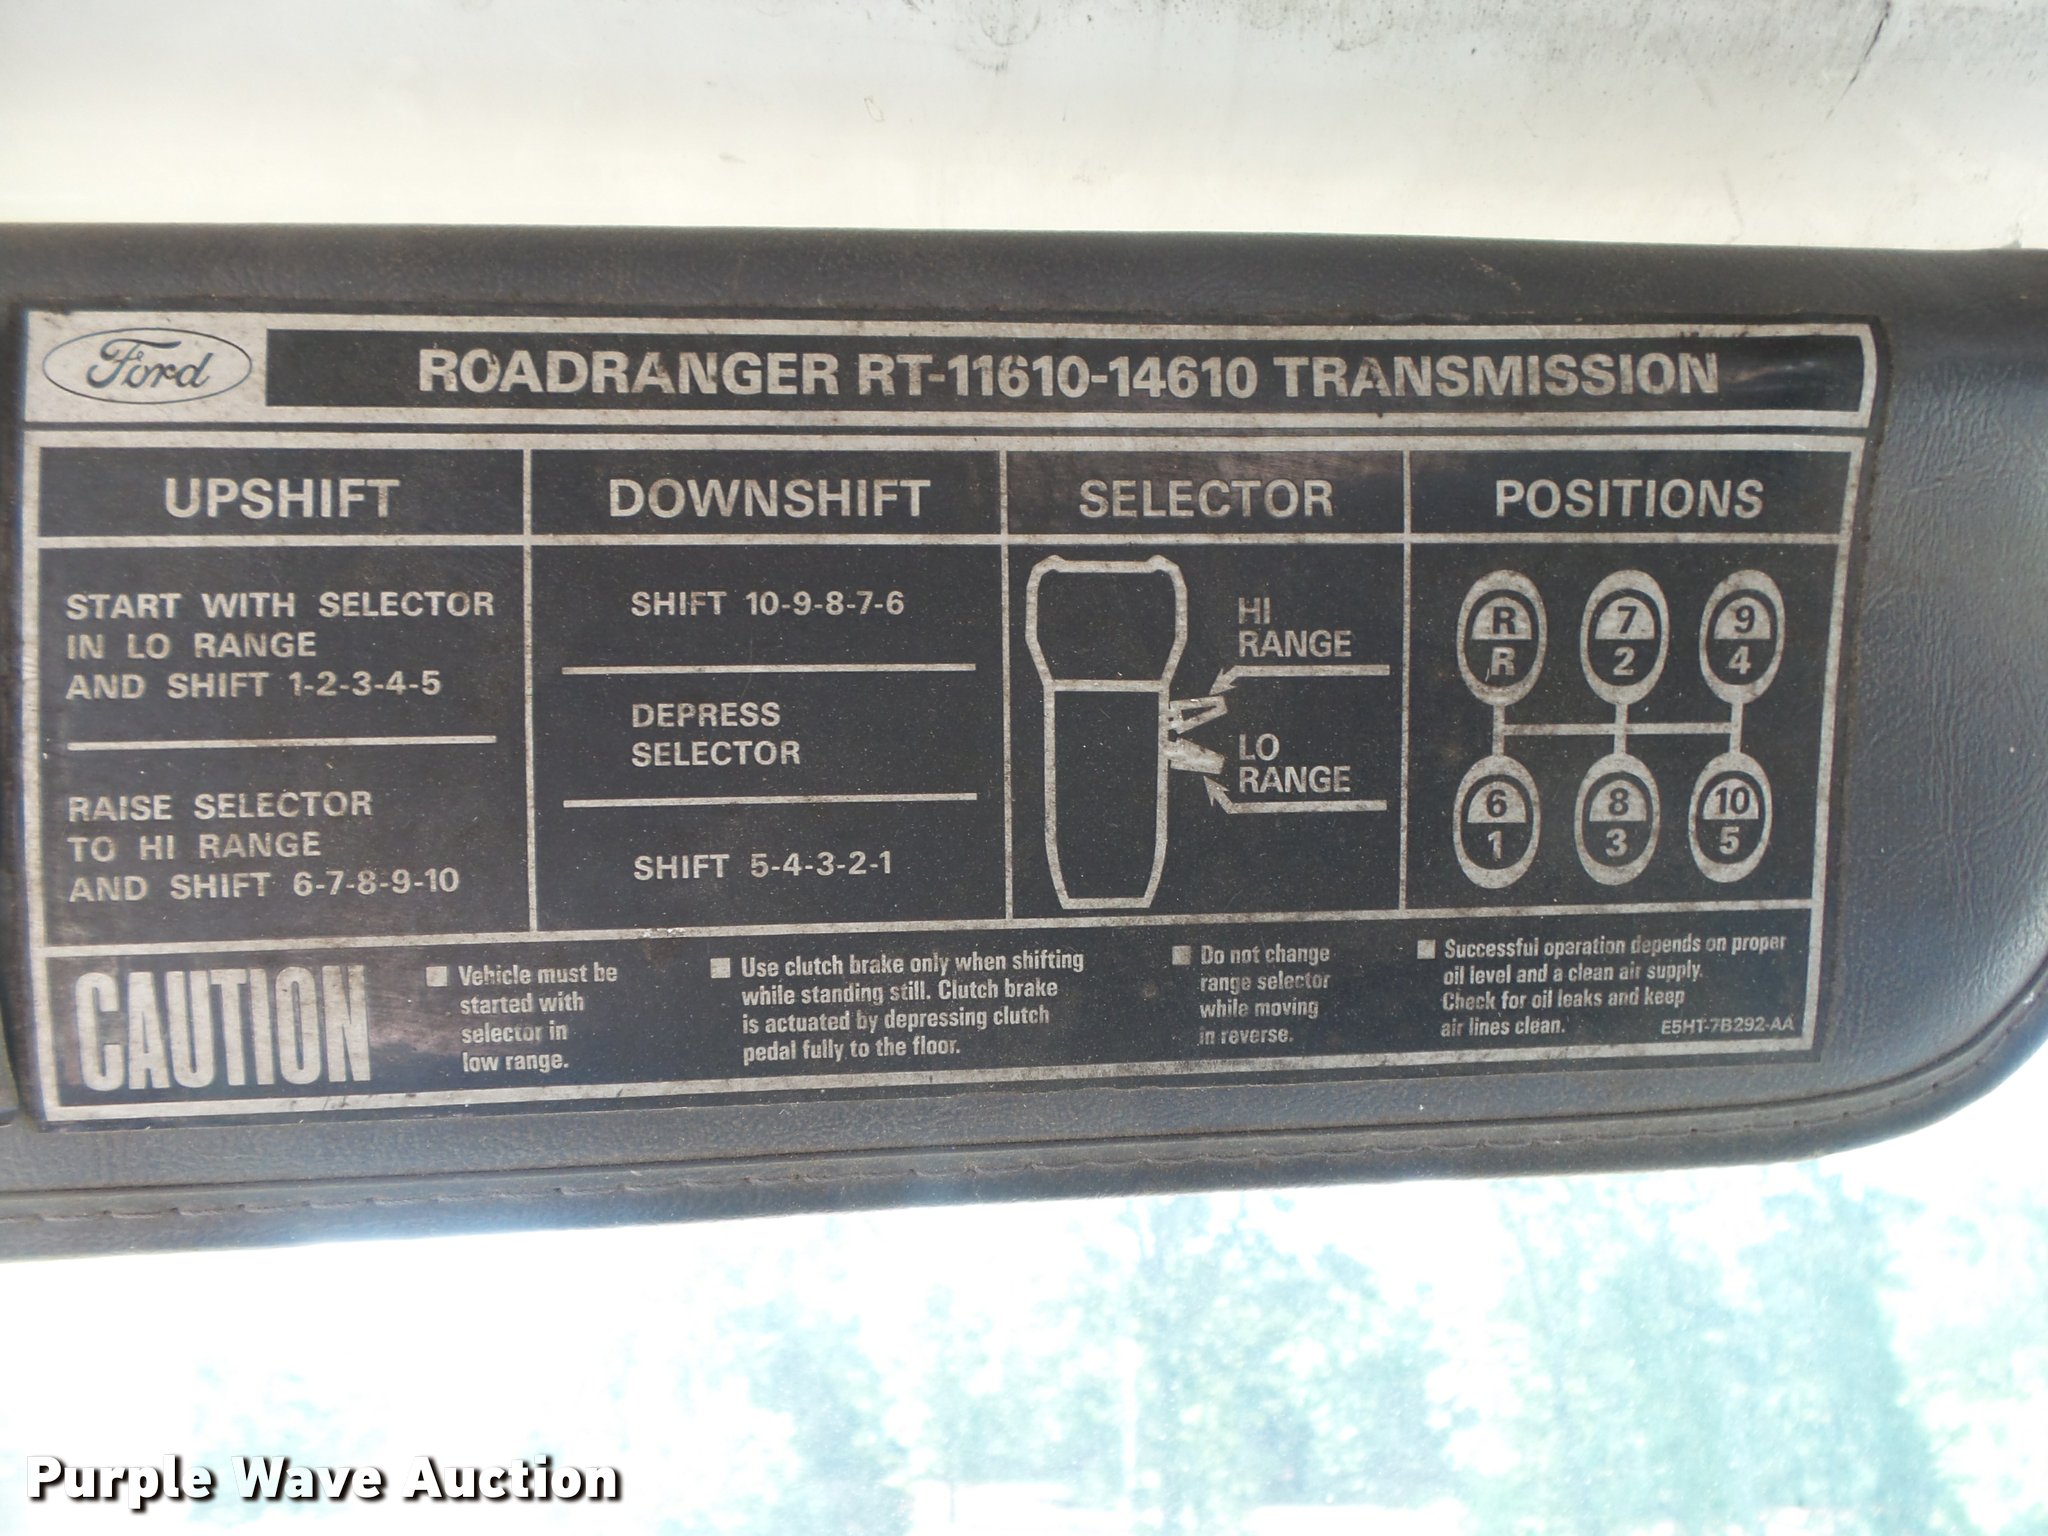 Ford
ROADRANGER RT-11610-14610 TRANSMISSION
UPSHIFT
START WITH SELECTOR
IN LO RANGE
AND SHIFT 1-2-3-4-5
RAISE SELECTOR
TO HI RANGE
AND SHIFT 6-7-8-9-10
DOWNSHIFT
SHIFT 10-9-8-7-6
DEPRESS
SELECTOR
SHIFT 5-4-3-2-1
SELECTOR
HI
RANGE
LO
RANGE
POSITIONS
R 7 9
R 2 4
6 8 10
1 3 5
CAUTION
Vehicle must be
started with
selector in
low range.
Use clutch brake only when shifting
while standing still. Clutch brake
is actuated by depressing clutch
pedal fully to the floor.
Do not change
range selector
while moving
in reverse.
Successful operation depends on proper
oil level and a clean air supply.
Check for oil leaks and keep
air lines clean.
E5HT-7B292-AA
Purple Wave Auction